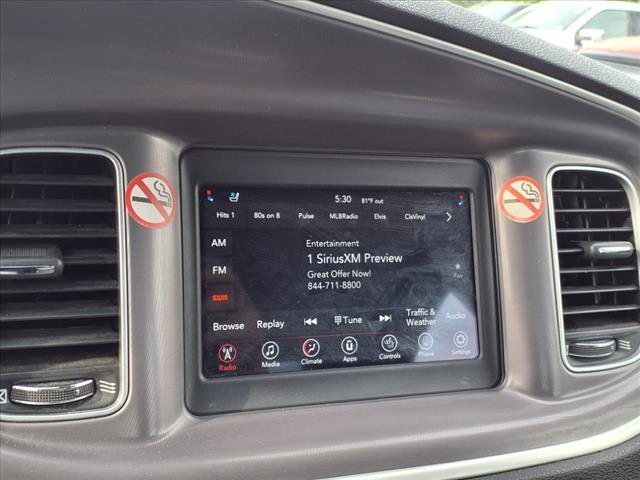 5:30 81°F out
Hits 1 80s on 8 Pulse MLBRadio Elvis ClsVinyl
AM
FM
sxm
Entertainment
1 SiriusXM Preview
Great Offer Now!
844-711-8800
Fav
Browse Replay Tune Traffic & Weather Audio
Radio Media Climate Apps Controls Phone Settings